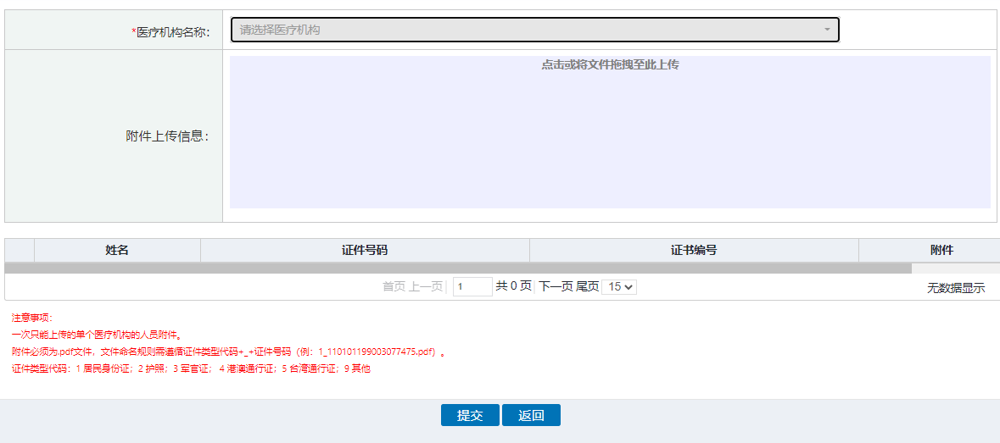 *医疗机构名称：
请选择医疗机构
附件上传信息：
点击或将文件拖拽至此上传
姓名 证件号码 证书编号 附件
首页 上一页 1 共 0 页 下一页 尾页 15 无数据显示
注意事项：
一次只能上传的单个医疗机构的人员附件。
附件必须为.pdf文件，文件命名规则需遵循证件类型代码+_+证件号码（例：1_110101199003077475.pdf）。
证件类型代码：1 居民身份证；2 护照；3 军官证； 4 港澳通行证；5 台湾通行证；9 其他
提交 返回